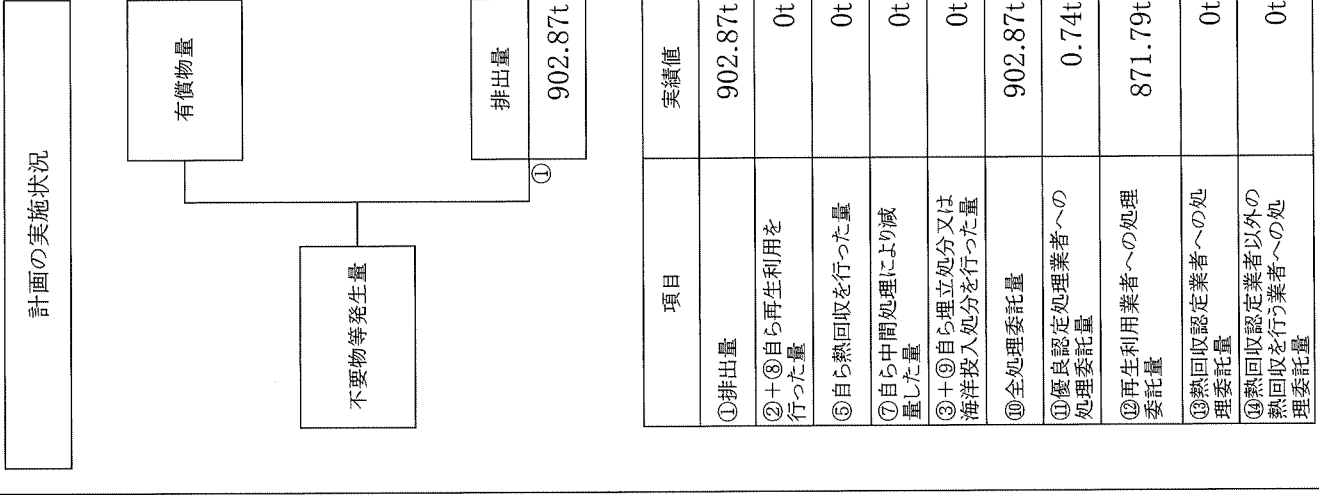 計画の実施状況
有償物量
不要物等発生量
排出量
①
902.87t
項目
実績値
①排出量
902.87t
②+⑧自ら再生利用を
行った量
0t
⑤自ら熱回収を行った量
0t
⑦自ら中間処理により減
量した量
0t
③+⑨自ら埋立処分又は
海洋投入処分を行った量
0t
⑩全処理委託量
902.87t
⑪優良認定処理業者への
処理委託量
0.74t
⑫再生利用業者への処理
委託量
871.79t
⑬熱回収認定業者への処
理委託量
0t
⑭熱回収認定業者以外の
熱回収を行う業者への処
理委託量
0t